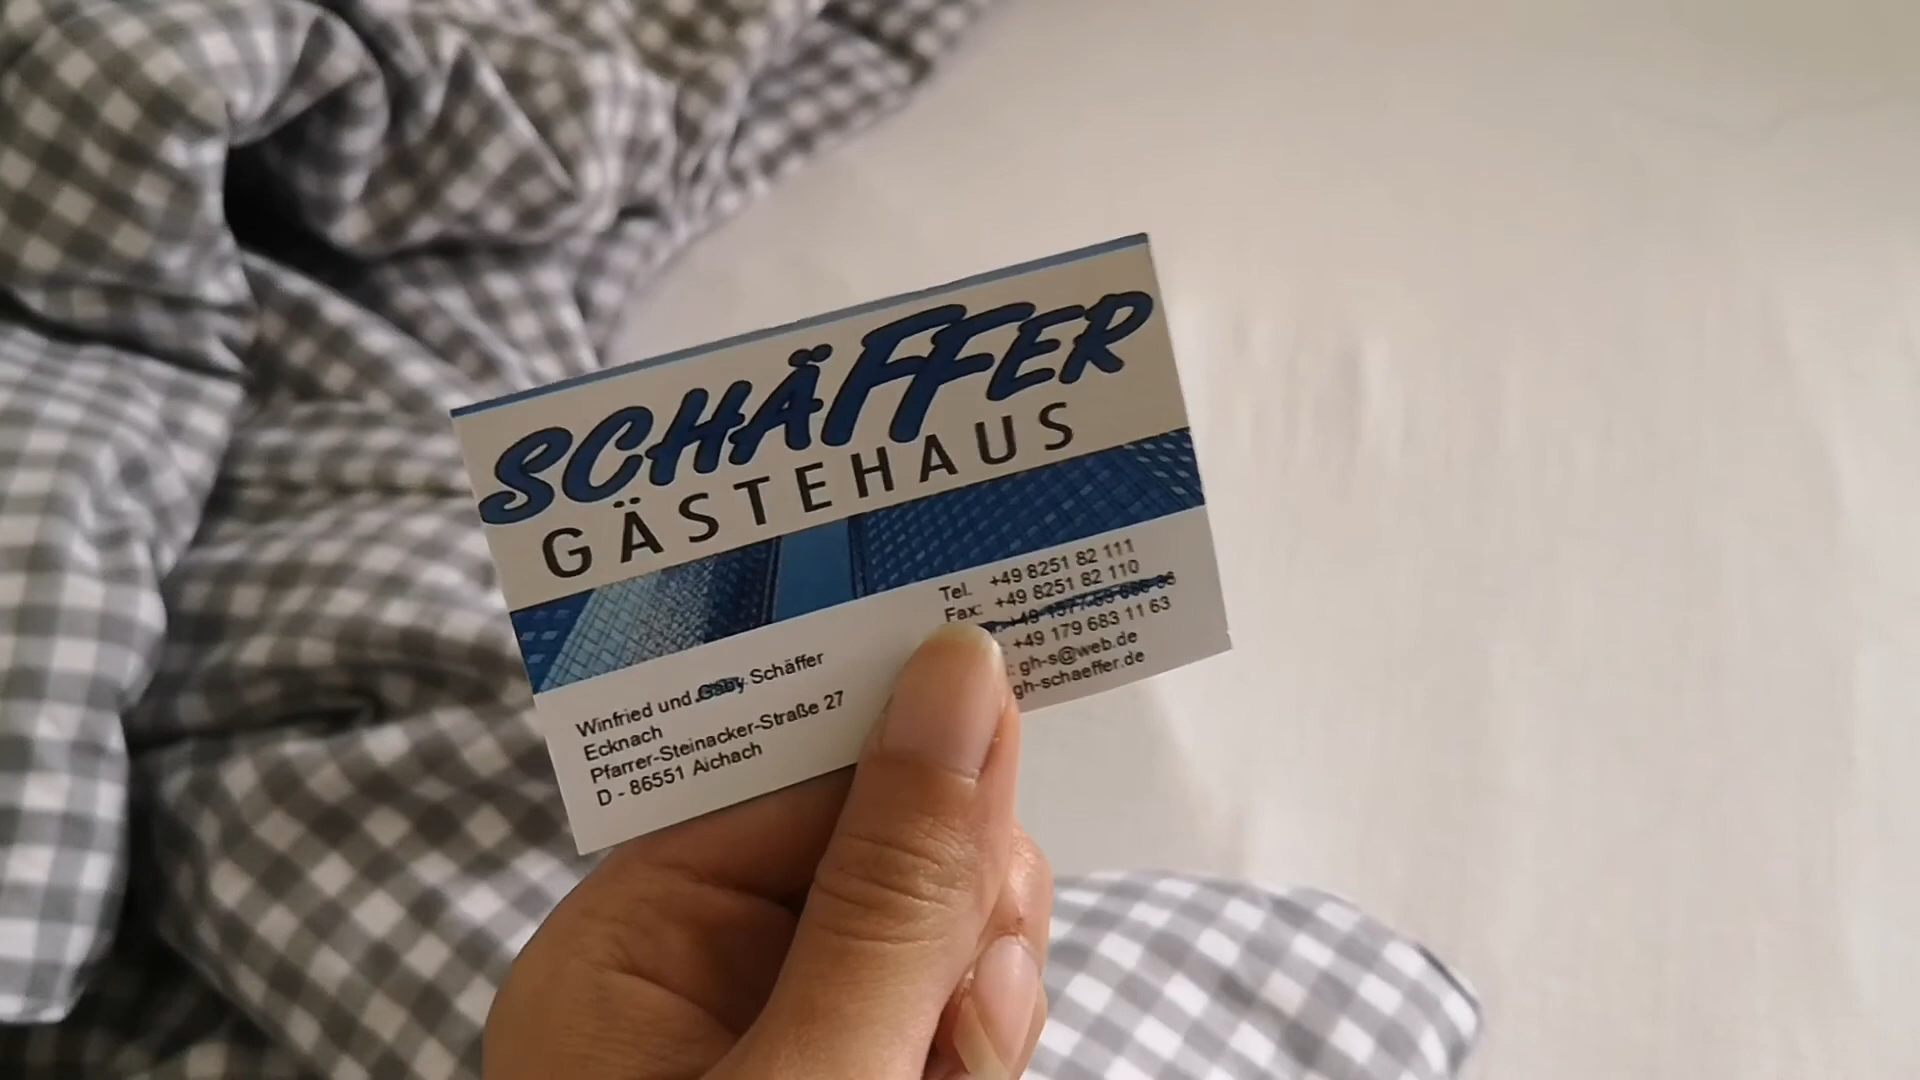 SCHÄFFER
GÄSTEHAUS
Tel. +49 8251 82 111
Fax: +49 8251 82 110
: +49 179 683 11 63
: gh-s@web.de
gh-schaeffer.de
Winfried und Gaby Schäffer
Ecknach
Pfarrer-Steinacker-Straße 27
D - 86551 Aichach